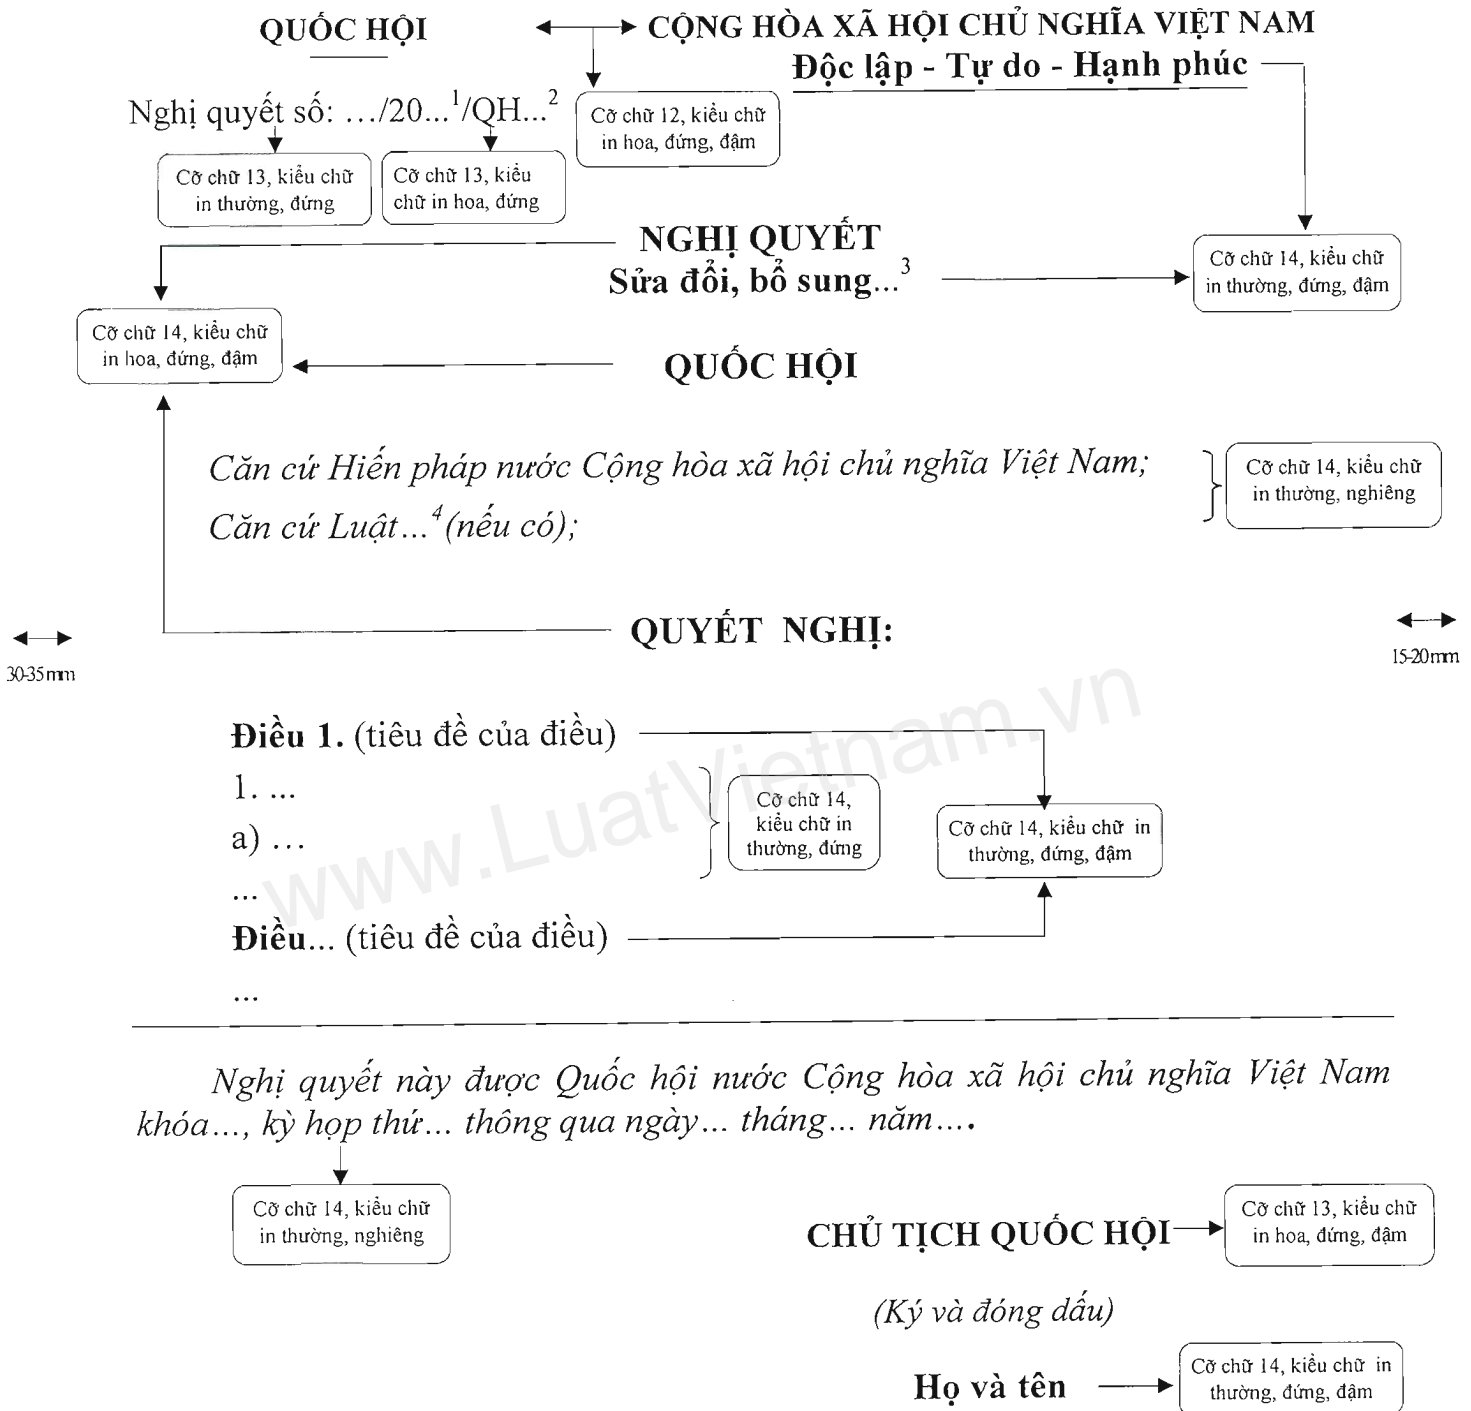 QUỐC HỘI
CỘNG HÒA XÃ HỘI CHỦ NGHĨA VIỆT NAM
Độc lập - Tự do - Hạnh phúc
Nghị quyết số: …/20...1/QH...2
Cỡ chữ 12, kiểu chữ
in hoa, đứng, đậm
Cỡ chữ 13, kiểu chữ
in thường, đứng
Cỡ chữ 13, kiểu
chữ in hoa, đứng
NGHỊ QUYẾT
Sửa đổi, bổ sung...3
Cỡ chữ 14, kiểu chữ
in thường, đứng, đậm
Cỡ chữ 14, kiểu chữ
in hoa, đứng, đậm
QUỐC HỘI
Căn cứ Hiến pháp nước Cộng hòa xã hội chủ nghĩa Việt Nam;
Căn cứ Luật...4 (nếu có);
Cỡ chữ 14, kiểu chữ
in thường, nghiêng
QUYẾT NGHỊ:
30-35mm
15-20mm
Điều 1. (tiêu đề của điều)
1. ...
a) ...
...
Cỡ chữ 14,
kiểu chữ in
thường, đứng
Cỡ chữ 14, kiểu chữ in
thường, đứng, đậm
Điều... (tiêu đề của điều)
...
www.LuatVietnam.vn
Nghị quyết này được Quốc hội nước Cộng hòa xã hội chủ nghĩa Việt Nam
khóa..., kỳ họp thứ... thông qua ngày... tháng... năm....
Cỡ chữ 14, kiểu chữ
in thường, nghiêng
CHỦ TỊCH QUỐC HỘI
Cỡ chữ 13, kiểu chữ
in hoa, đứng, đậm
(Ký và đóng dấu)
Họ và tên
Cỡ chữ 14, kiểu chữ in
thường, đứng, đậm